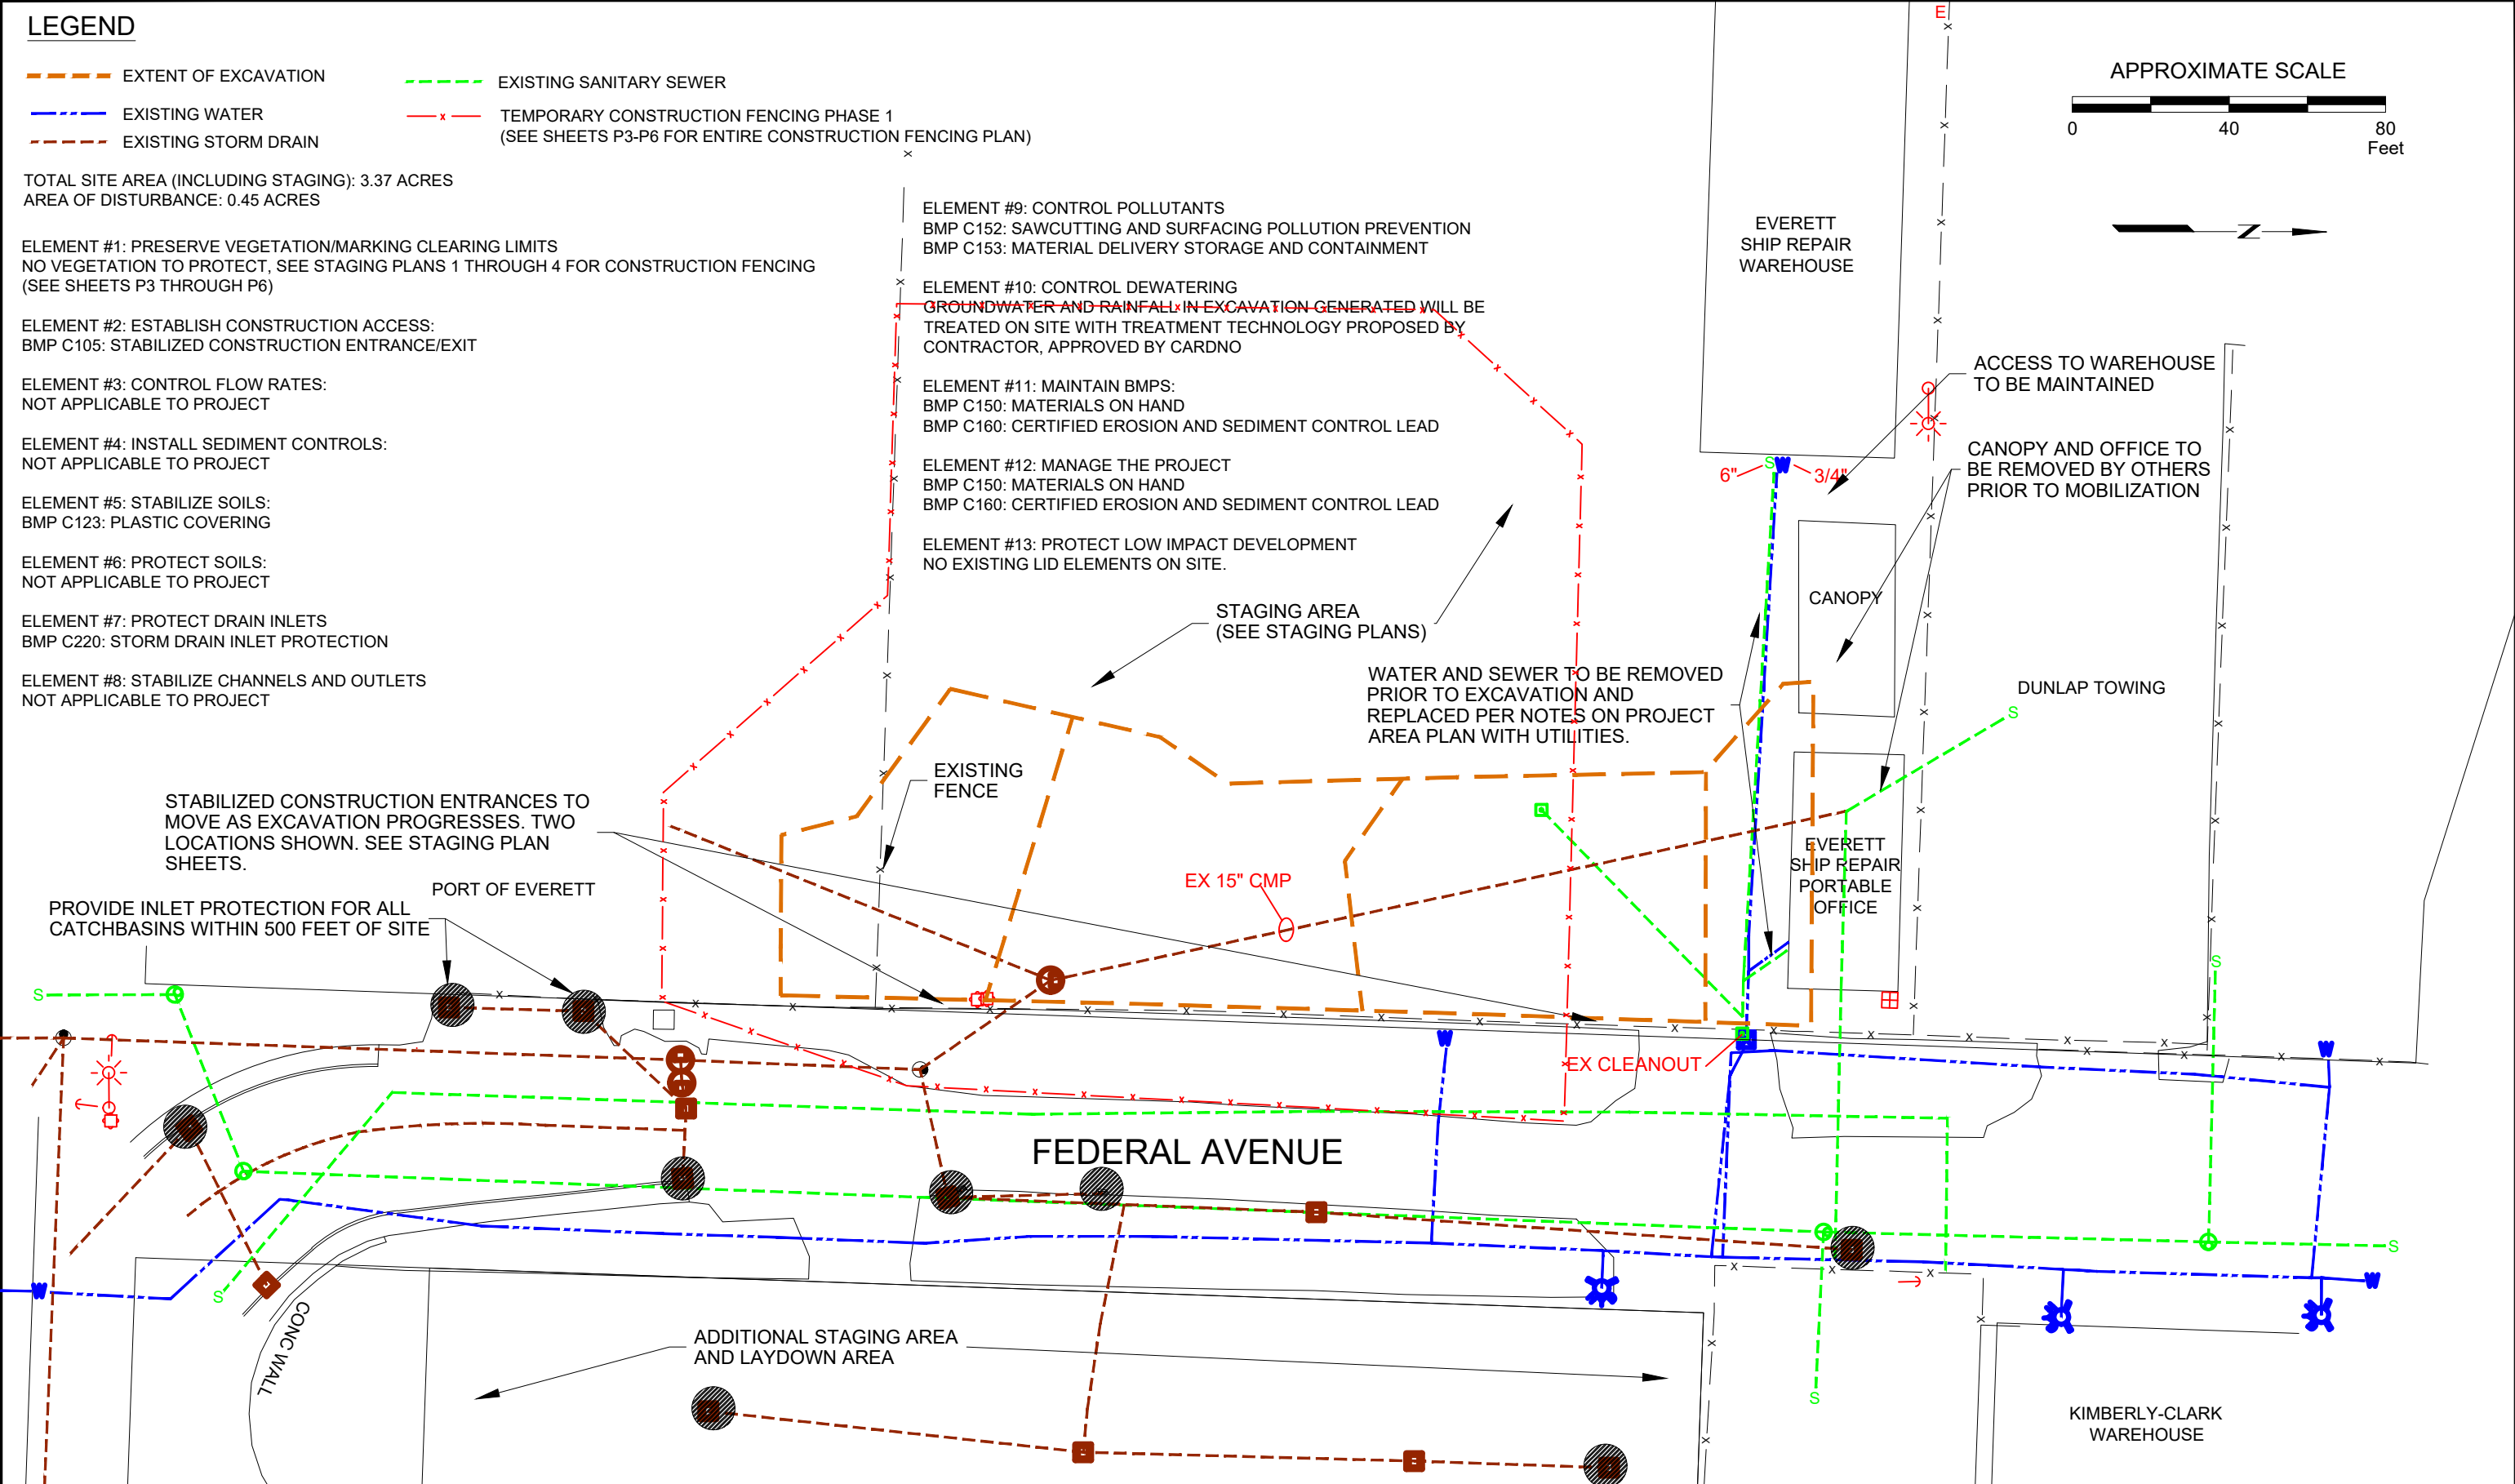 LEGEND
EXTENT OF EXCAVATION
EXISTING WATER
EXISTING STORM DRAIN
EXISTING SANITARY SEWER
TEMPORARY CONSTRUCTION FENCING PHASE 1
(SEE SHEETS P3-P6 FOR ENTIRE CONSTRUCTION FENCING PLAN)
TOTAL SITE AREA (INCLUDING STAGING): 3.37 ACRES
AREA OF DISTURBANCE: 0.45 ACRES
ELEMENT #1: PRESERVE VEGETATION/MARKING CLEARING LIMITS
NO VEGETATION TO PROTECT, SEE STAGING PLANS 1 THROUGH 4 FOR CONSTRUCTION FENCING
(SEE SHEETS P3 THROUGH P6)
ELEMENT #2: ESTABLISH CONSTRUCTION ACCESS:
BMP C105: STABILIZED CONSTRUCTION ENTRANCE/EXIT
ELEMENT #3: CONTROL FLOW RATES:
NOT APPLICABLE TO PROJECT
ELEMENT #4: INSTALL SEDIMENT CONTROLS:
NOT APPLICABLE TO PROJECT
ELEMENT #5: STABILIZE SOILS:
BMP C123: PLASTIC COVERING
ELEMENT #6: PROTECT SOILS:
NOT APPLICABLE TO PROJECT
ELEMENT #7: PROTECT DRAIN INLETS
BMP C220: STORM DRAIN INLET PROTECTION
ELEMENT #8: STABILIZE CHANNELS AND OUTLETS
NOT APPLICABLE TO PROJECT
ELEMENT #9: CONTROL POLLUTANTS
BMP C152: SAWCUTTING AND SURFACING POLLUTION PREVENTION
BMP C153: MATERIAL DELIVERY STORAGE AND CONTAINMENT
ELEMENT #10: CONTROL DEWATERING
GROUNDWATER AND RAINFALL IN EXCAVATION GENERATED WILL BE
TREATED ON SITE WITH TREATMENT TECHNOLOGY PROPOSED BY
CONTRACTOR, APPROVED BY CARDNO
ELEMENT #11: MAINTAIN BMPS:
BMP C150: MATERIALS ON HAND
BMP C160: CERTIFIED EROSION AND SEDIMENT CONTROL LEAD
ELEMENT #12: MANAGE THE PROJECT
BMP C150: MATERIALS ON HAND
BMP C160: CERTIFIED EROSION AND SEDIMENT CONTROL LEAD
ELEMENT #13: PROTECT LOW IMPACT DEVELOPMENT
NO EXISTING LID ELEMENTS ON SITE.
E
APPROXIMATE SCALE
0 40 80
Feet
Z
EVERETT
SHIP REPAIR
WAREHOUSE
ACCESS TO WAREHOUSE
TO BE MAINTAINED
CANOPY AND OFFICE TO
BE REMOVED BY OTHERS
PRIOR TO MOBILIZATION
6" S W 3/4"
CANOPY
STAGING AREA
(SEE STAGING PLANS)
WATER AND SEWER TO BE REMOVED
PRIOR TO EXCAVATION AND
REPLACED PER NOTES ON PROJECT
AREA PLAN WITH UTILITIES.
DUNLAP TOWING
S
EXISTING
FENCE
STABILIZED CONSTRUCTION ENTRANCES TO
MOVE AS EXCAVATION PROGRESSES. TWO
LOCATIONS SHOWN. SEE STAGING PLAN
SHEETS.
PORT OF EVERETT
PROVIDE INLET PROTECTION FOR ALL
CATCHBASINS WITHIN 500 FEET OF SITE
EX 15" CMP
EVERETT
SHIP REPAIR
PORTABLE
OFFICE
S
S
W
W
EX CLEANOUT
FEDERAL AVENUE
S
W
S
W
S
CONC WALL
ADDITIONAL STAGING AREA
AND LAYDOWN AREA
S
KIMBERLY-CLARK
WAREHOUSE